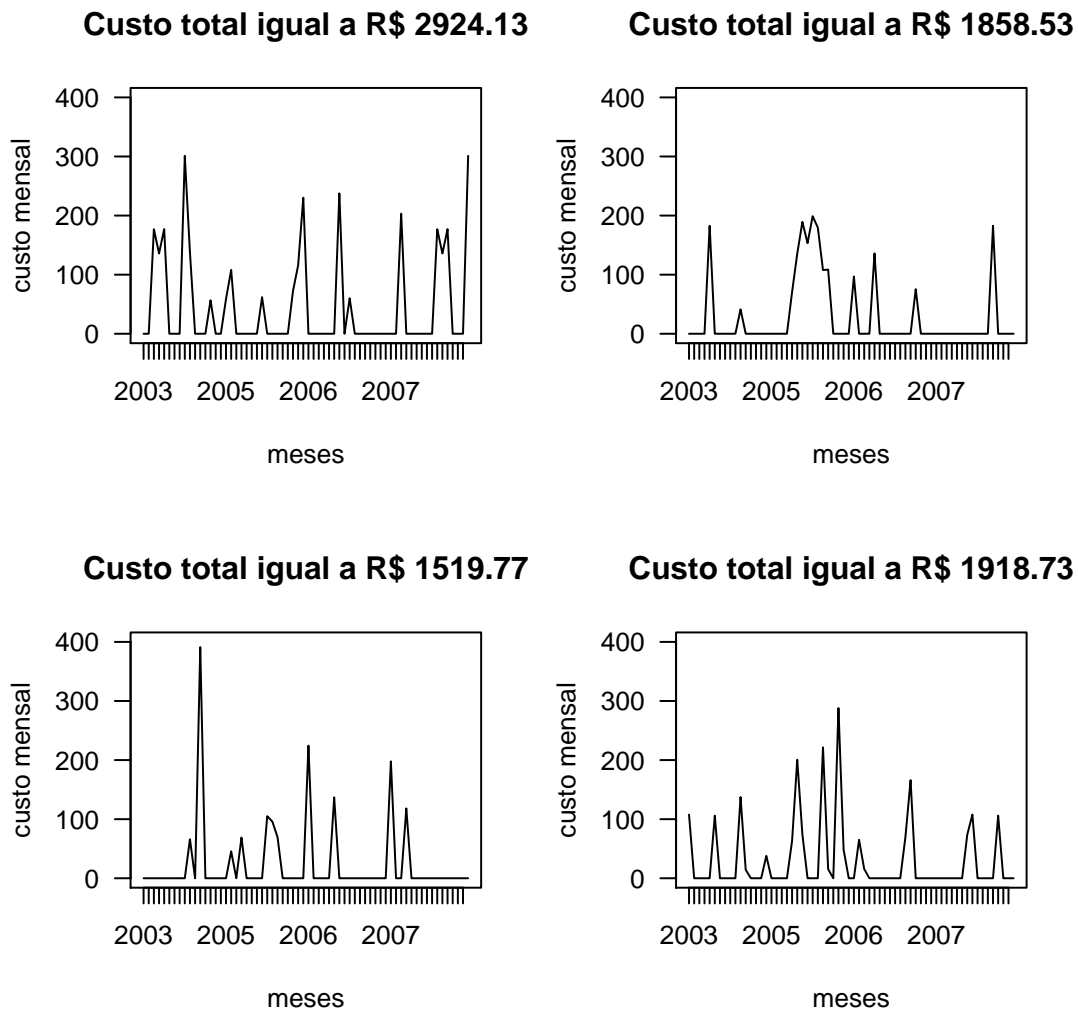 Custo total igual a R$ 2924.13
custo mensal
400
300
200
100
0
2003 2005 2006 2007
meses
Custo total igual a R$ 1858.53
custo mensal
400
300
200
100
0
2003 2005 2006 2007
meses
Custo total igual a R$ 1519.77
custo mensal
400
300
200
100
0
2003 2005 2006 2007
meses
Custo total igual a R$ 1918.73
custo mensal
400
300
200
100
0
2003 2005 2006 2007
meses